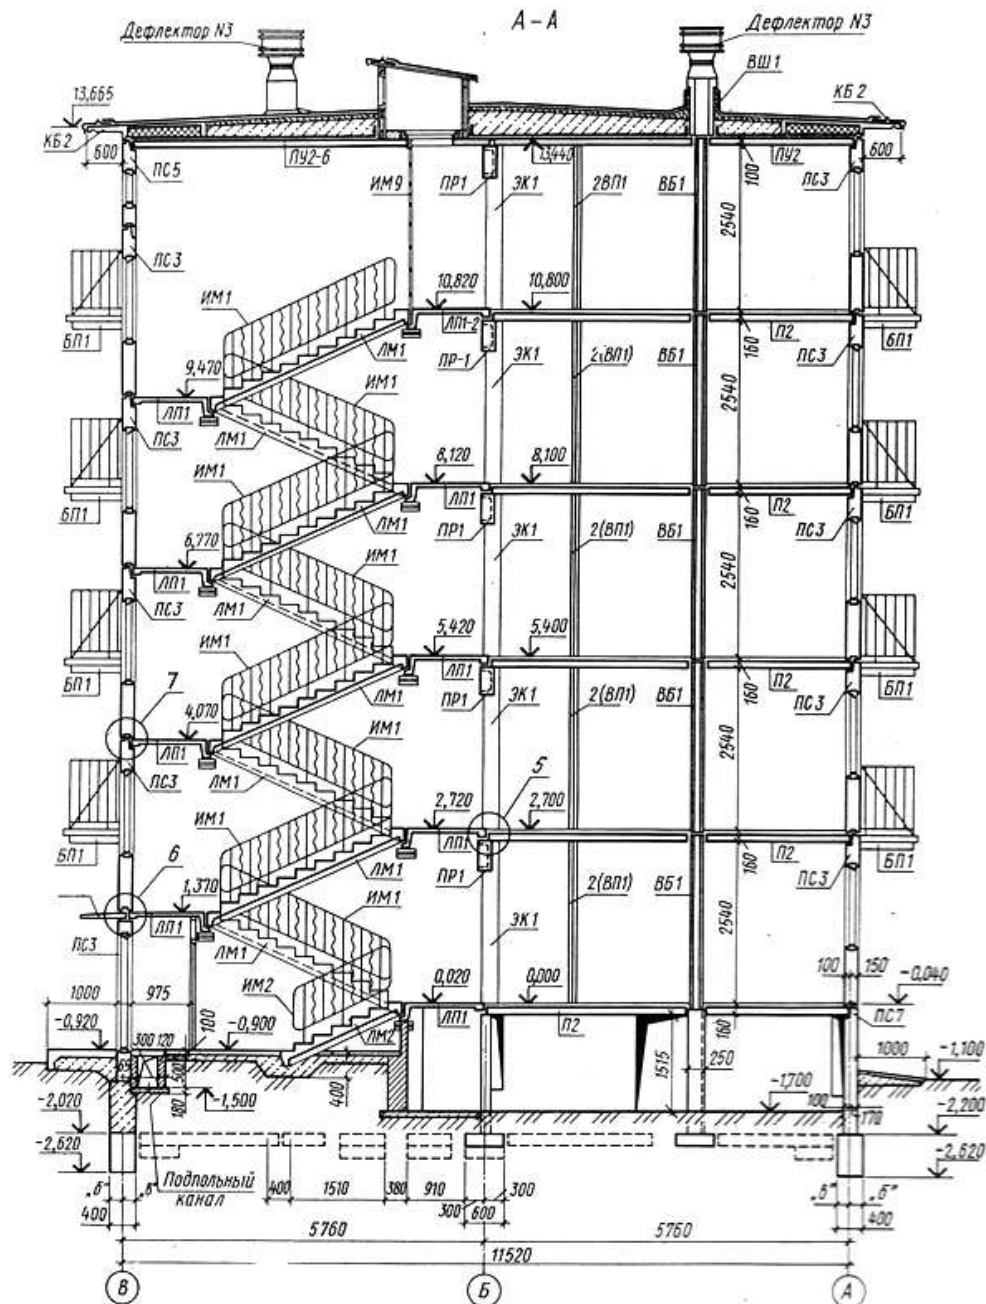 А – А
Дефлектор N3
Дефлектор N3
ВШ1
13,665
КБ2
КБ2
600
ПС5
ПУ2-6
ИМ9
ПР1
13,440
ЭК1
2ВП1
ВБ1
ПУ2
100
ПС3
600
2540
ПС3
ИМ1
10,820
10,800
БП1
ЛП1-2
ЛМ1
ПР-1
ЭК1
2(ВП1)
ВБ1
160
П2
ПС3
БП1
9,470
ИМ1
2540
ЛП1
ПС3
ЛМ1
ИМ1
8,120
8,100
БП1
ЛП1
ЛМ1
ПР1
ЭК1
2(ВП1)
ВБ1
160
П2
ПС3
БП1
6,770
ИМ1
2540
ЛП1
ПС3
ЛМ1
ИМ1
5,420
5,400
БП1
ЛП1
ЛМ1
ПР1
ЭК1
2(ВП1)
ВБ1
160
П2
ПС3
БП1
7
4,070
ИМ1
2540
ЛП1
ПС3
ЛМ1
5
ИМ1
2,720
2,700
БП1
6
ЛП1
ЛМ1
ПР1
2(ВП1)
ВБ1
160
П2
ПС3
БП1
1,370
ИМ1
ЭК1
2540
ЛП1
ПС3
ЛМ1
ИМ2
0,020
0,000
100
150
-0,040
1000
975
ЛП1
П2
160
ПС7
-0,920
300
120
100
-0,900
ЛМ2
1515
250
1000
-1,100
65
500
480
-1,500
400
-1,700
100
170
-2,020
-2,200
-2,620
-2,620
Подпольный
канал
„б"
„б"
400
400
1510
380
910
300
300
600
„б"
„б"
400
5760
5760
11520
В
Б
А